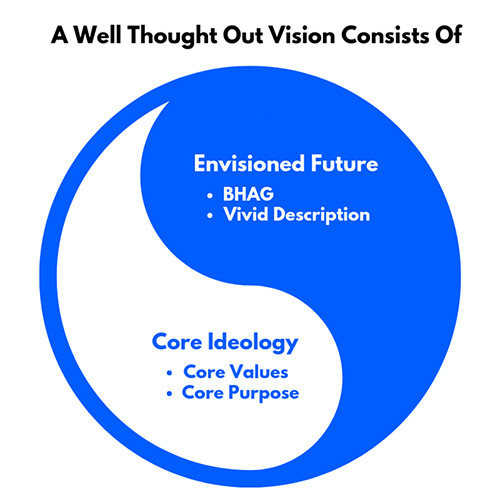 A Well Thought Out Vision Consists Of
Envisioned Future
• BHAG
• Vivid Description
Core Ideology
• Core Values
• Core Purpose